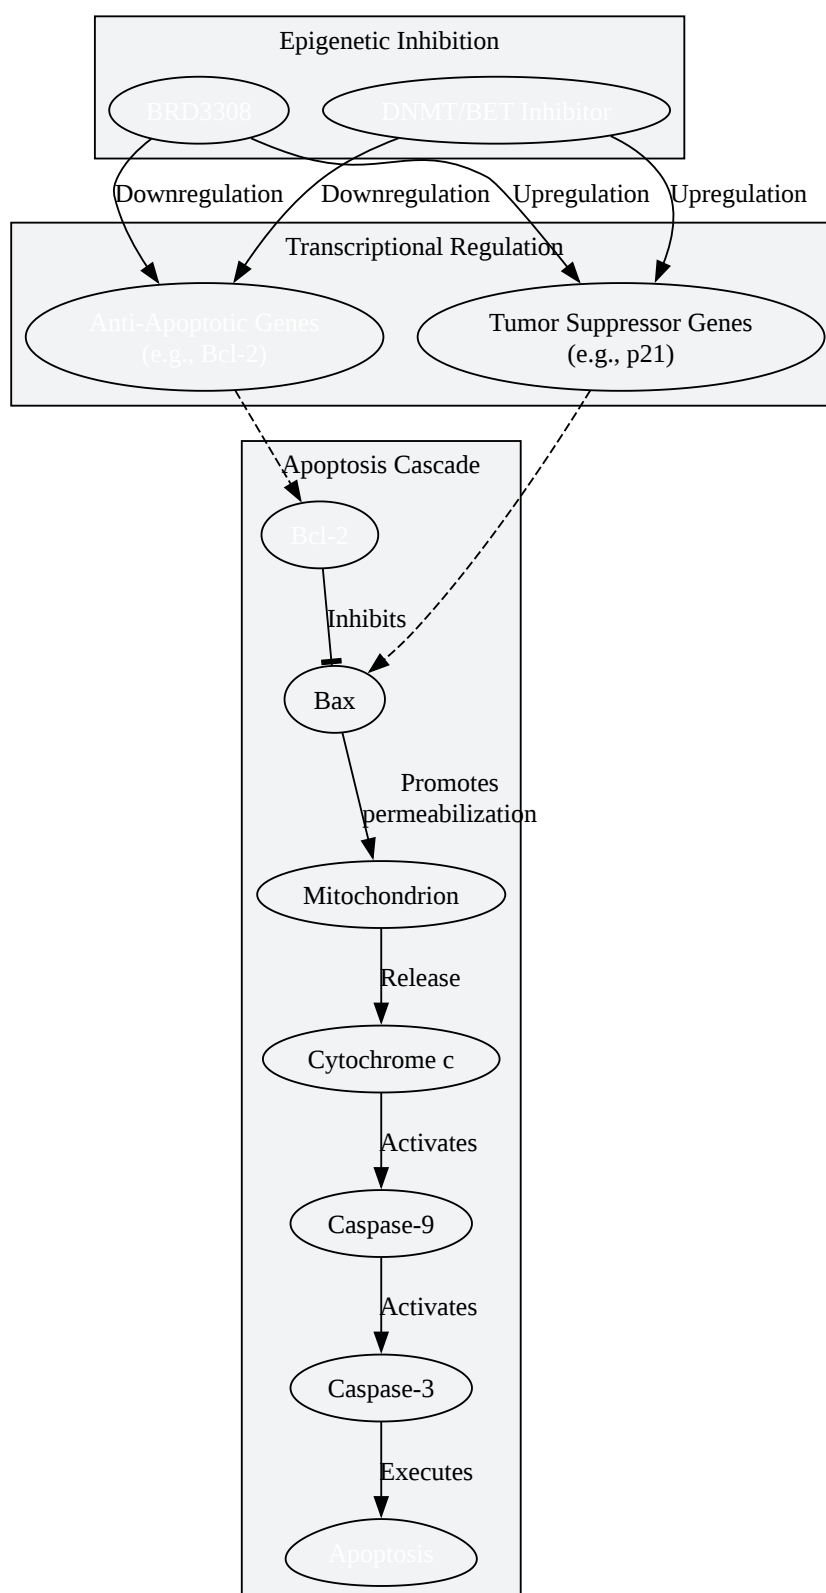 Epigenetic Inhibition
BRD3308
DNMT/BET Inhibitor
Downregulation
Downregulation
Upregulation
Upregulation
Transcriptional Regulation
Anti-Apoptotic Genes
(e.g., Bcl-2)
Tumor Suppressor Genes
(e.g., p21)
Apoptosis Cascade
Bcl-2
Inhibits
Bax
Promotes
permeabilization
Mitochondrion
Release
Cytochrome c
Activates
Caspase-9
Activates
Caspase-3
Executes
Apoptosis